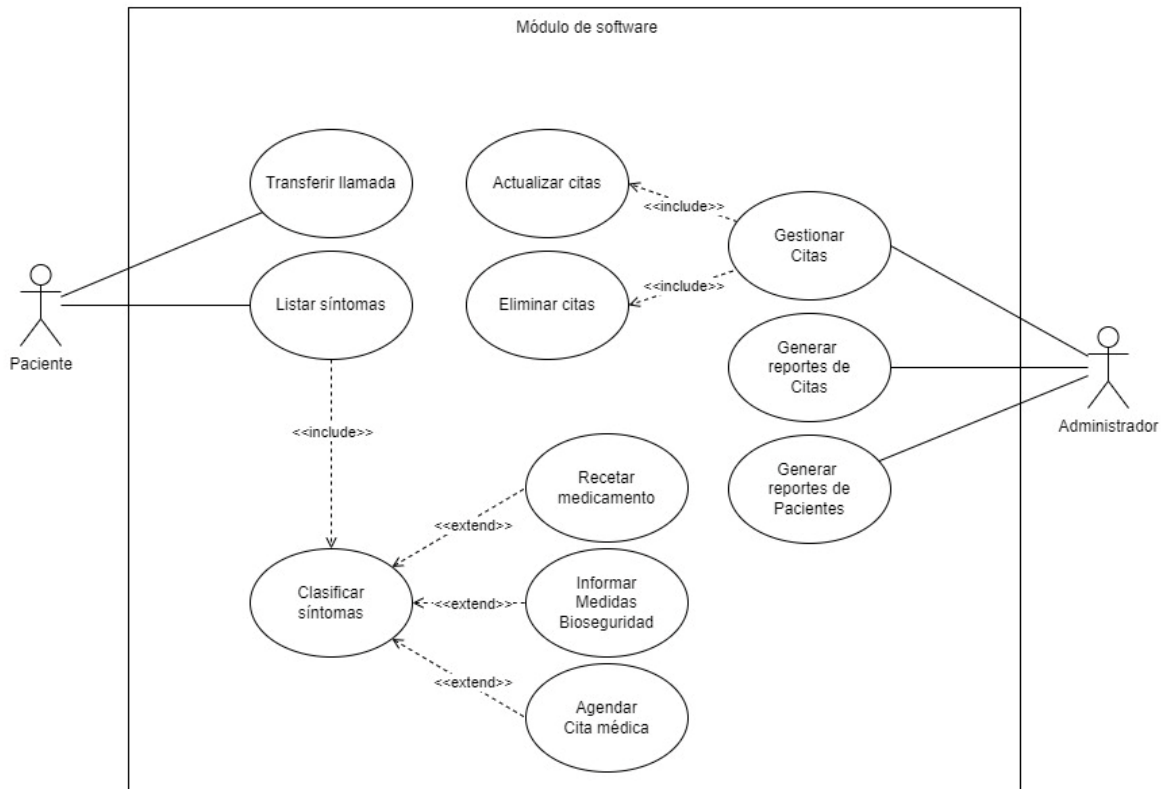 Módulo de software
Transferir llamada
Actualizar citas
<<include>>
Gestionar
Citas
Listar síntomas
Eliminar citas
<<include>>
Paciente
Generar
reportes de
Citas
Administrador
<<include>>
Recetar
medicamento
Generar
reportes de
Pacientes
<<extend>>
Clasificar
síntomas
<<extend>>
Informar
Medidas
Bioseguridad
<<extend>>
Agendar
Cita médica